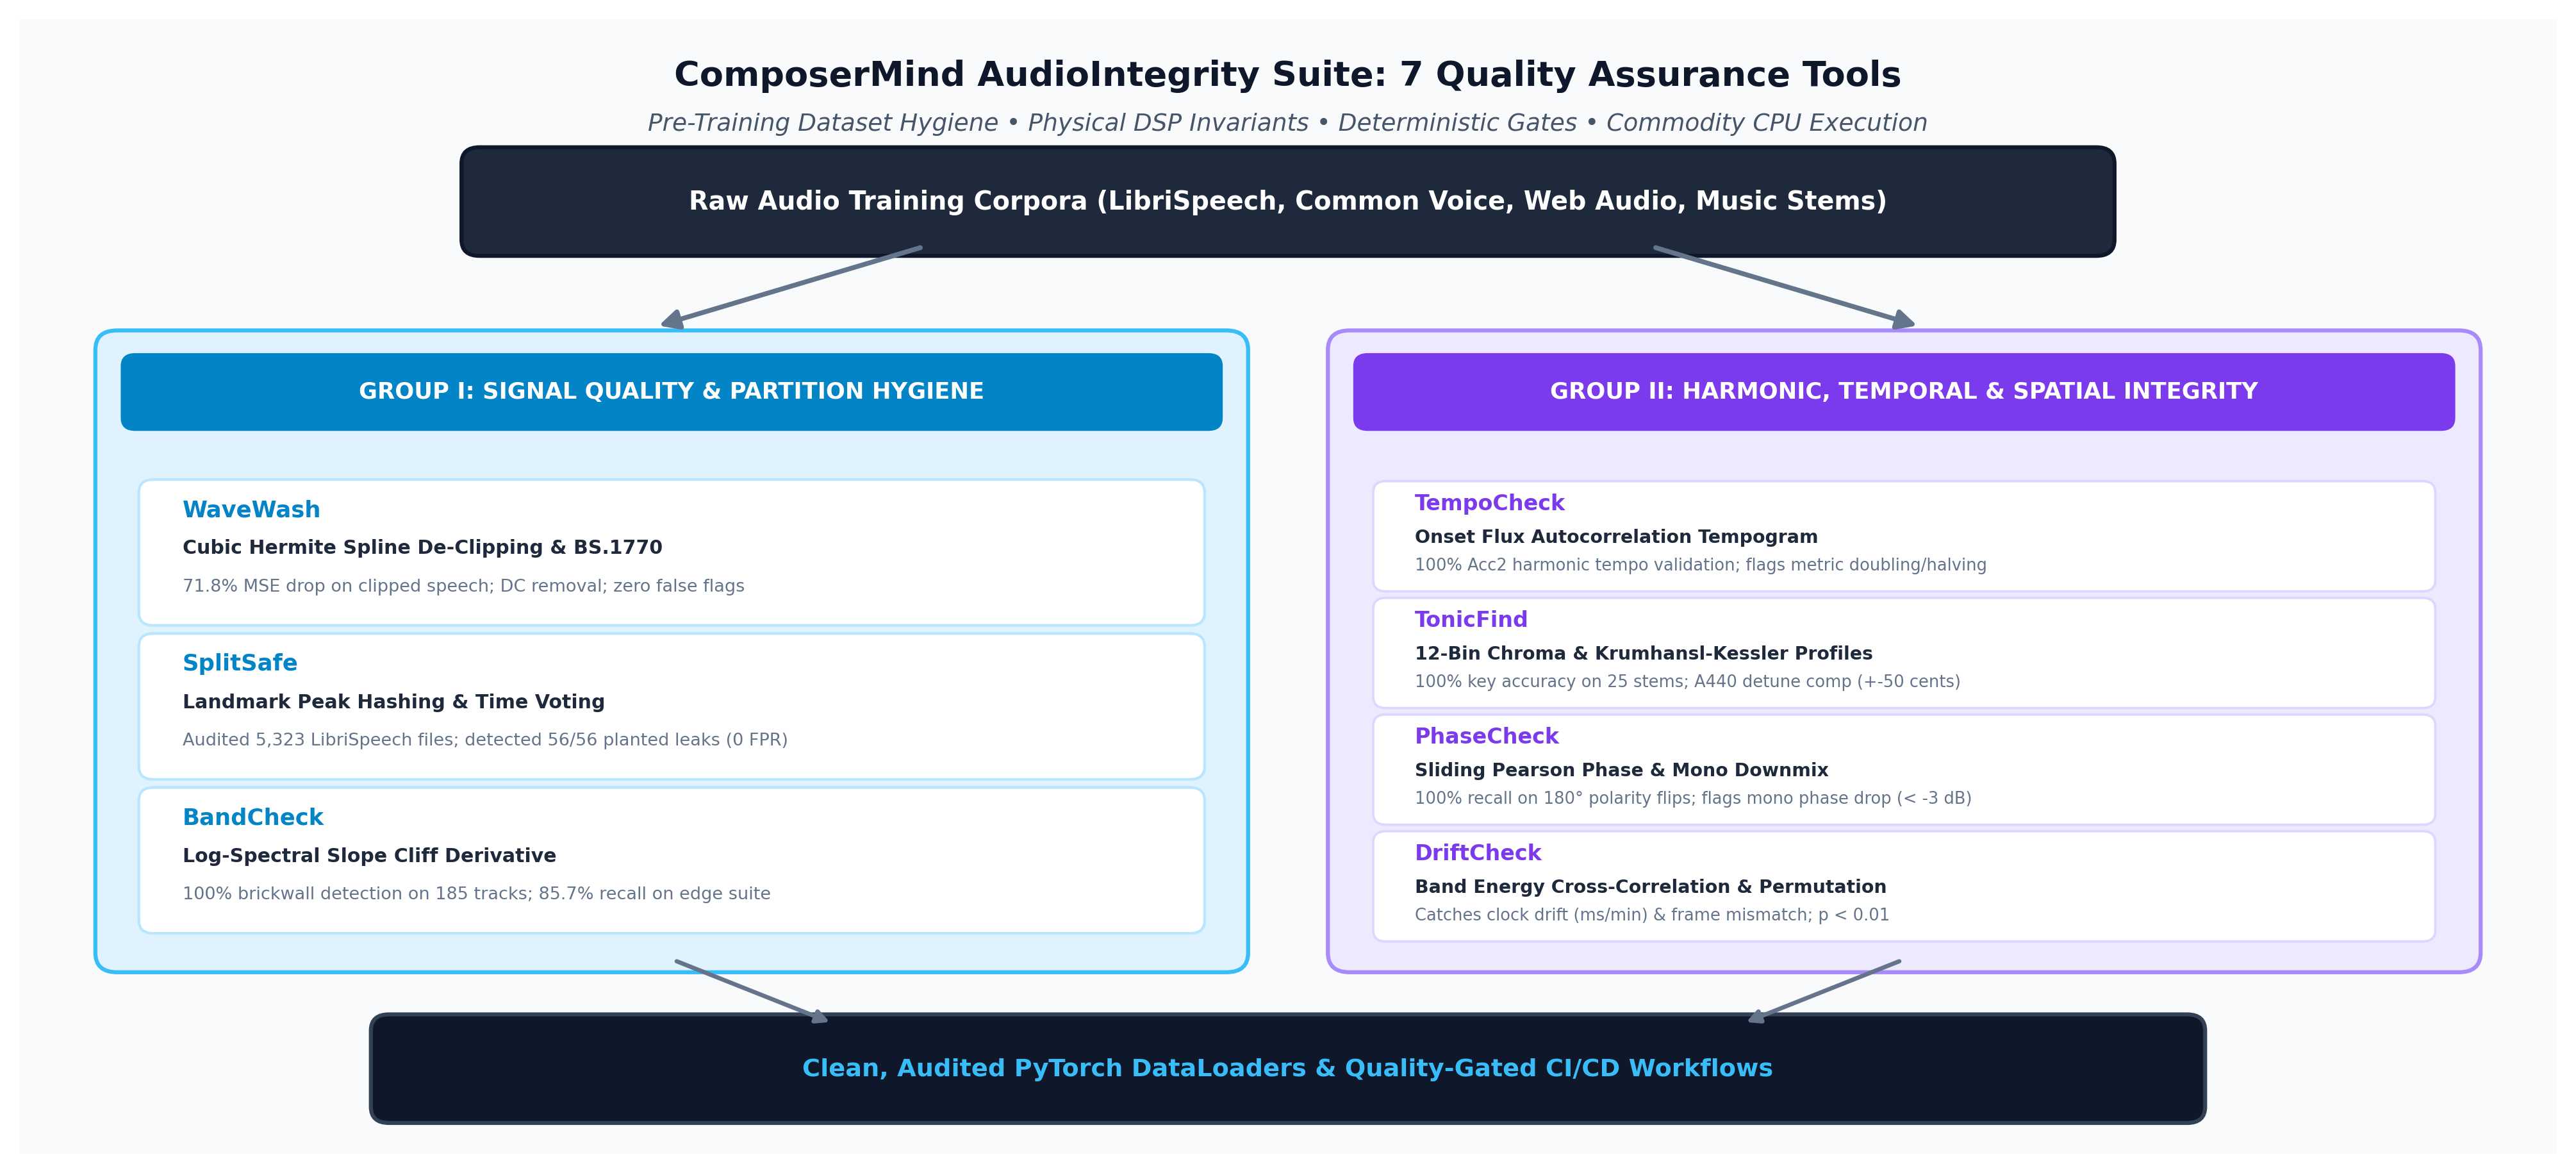 ComposerMind AudioIntegrity Suite: 7 Quality Assurance Tools
Pre-Training Dataset Hygiene • Physical DSP Invariants • Deterministic Gates • Commodity CPU Execution
Raw Audio Training Corpora (LibriSpeech, Common Voice, Web Audio, Music Stems)
GROUP I: SIGNAL QUALITY & PARTITION HYGIENE
WaveWash
Cubic Hermite Spline De-Clipping & BS.1770
71.8% MSE drop on clipped speech; DC removal; zero false flags
SplitSafe
Landmark Peak Hashing & Time Voting
Audited 5,323 LibriSpeech files; detected 56/56 planted leaks (0 FPR)
BandCheck
Log-Spectral Slope Cliff Derivative
100% brickwall detection on 185 tracks; 85.7% recall on edge suite
GROUP II: HARMONIC, TEMPORAL & SPATIAL INTEGRITY
TempoCheck
Onset Flux Autocorrelation Tempogram
100% Acc2 harmonic tempo validation; flags metric doubling/halving
TonicFind
12-Bin Chroma & Krumhansl-Kessler Profiles
100% key accuracy on 25 stems; A440 detune comp (+-50 cents)
PhaseCheck
Sliding Pearson Phase & Mono Downmix
100% recall on 180° polarity flips; flags mono phase drop (< -3 dB)
DriftCheck
Band Energy Cross-Correlation & Permutation
Catches clock drift (ms/min) & frame mismatch; p < 0.01
Clean, Audited PyTorch DataLoaders & Quality-Gated CI/CD Workflows